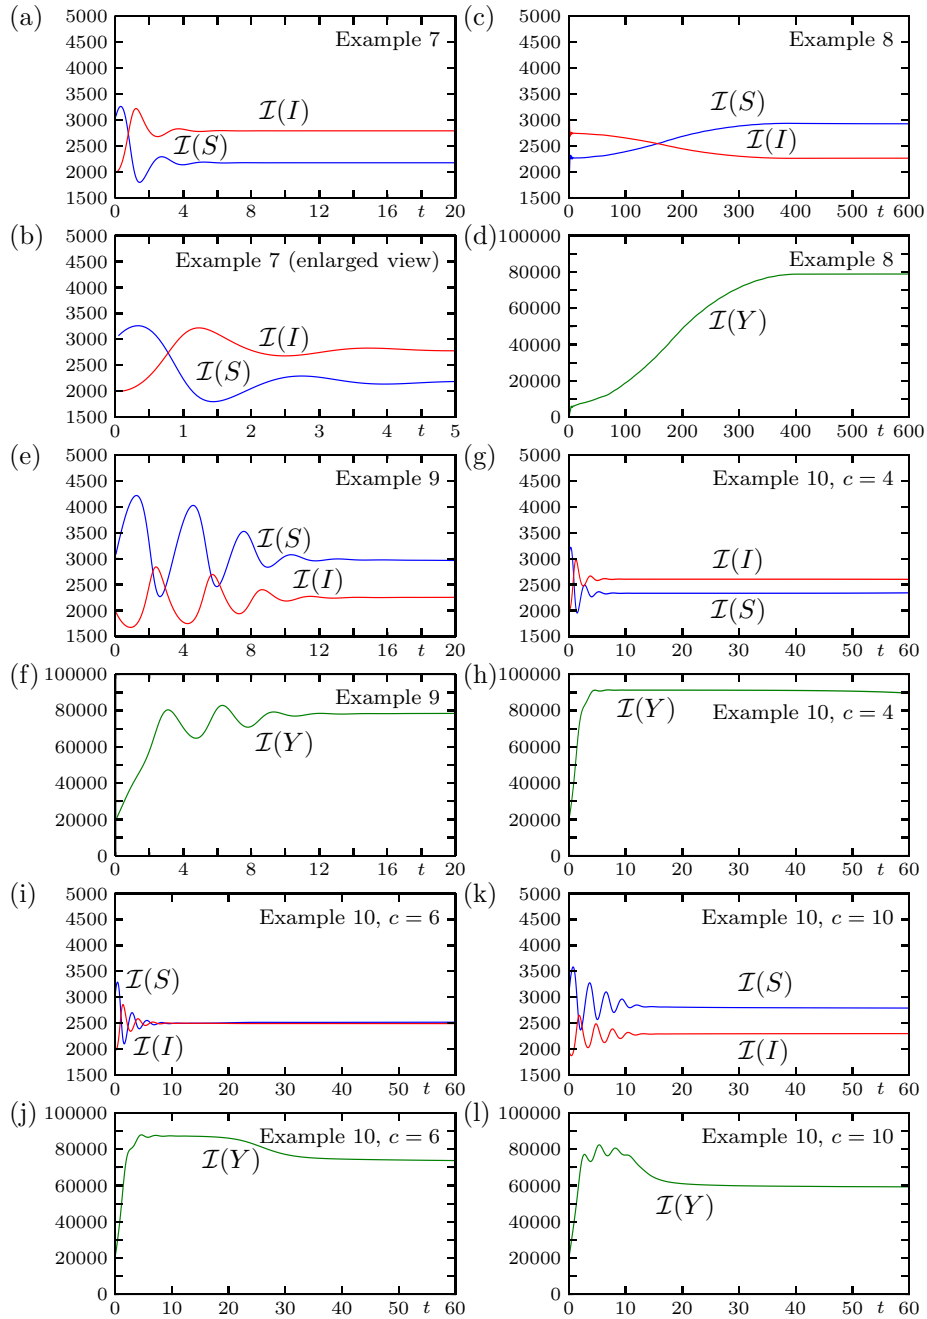 (a)
5000
4500
4000
3500
3000
2500
2000
1500
Example 7
𝓘(I)
𝓘(S)
0 4 8 12 16 t 20
(c)
5000
4500
4000
3500
3000
2500
2000
1500
Example 8
𝓘(S)
𝓘(I)
0 100 200 300 400 t 600
(b)
5000
4500
4000
3500
3000
2500
2000
1500
Example 7 (enlarged view)
𝓘(I)
𝓘(S)
0 1 2 3 4 t 5
(d)
100000
80000
60000
40000
20000
0
Example 8
𝓘(Y)
0 100 200 300 400 t 600
(e)
5000
4500
4000
3500
3000
2500
2000
1500
Example 9
𝓘(S)
𝓘(I)
0 4 8 12 16 t 20
(g)
5000
4500
4000
3500
3000
2500
2000
1500
Example 10, c = 4
𝓘(I)
𝓘(S)
0 10 20 30 40 50 t 60
(f)
100000
80000
60000
40000
20000
0
Example 9
𝓘(Y)
0 4 8 12 16 t 20
(h)
100000
80000
60000
40000
20000
0
𝓘(Y)
Example 10, c = 4
0 10 20 30 40 50 t 60
(i)
5000
4500
4000
3500
3000
2500
2000
1500
Example 10, c = 6
𝓘(S)
𝓘(I)
0 10 20 30 40 50 t 60
(k)
5000
4500
4000
3500
3000
2500
2000
1500
Example 10, c = 10
𝓘(S)
𝓘(I)
0 10 20 30 40 50 t 60
(j)
100000
80000
60000
40000
20000
0
Example 10, c = 6
𝓘(Y)
0 10 20 30 40 50 t 60
(l)
100000
80000
60000
40000
20000
0
Example 10, c = 10
𝓘(Y)
0 10 20 30 40 50 t 60